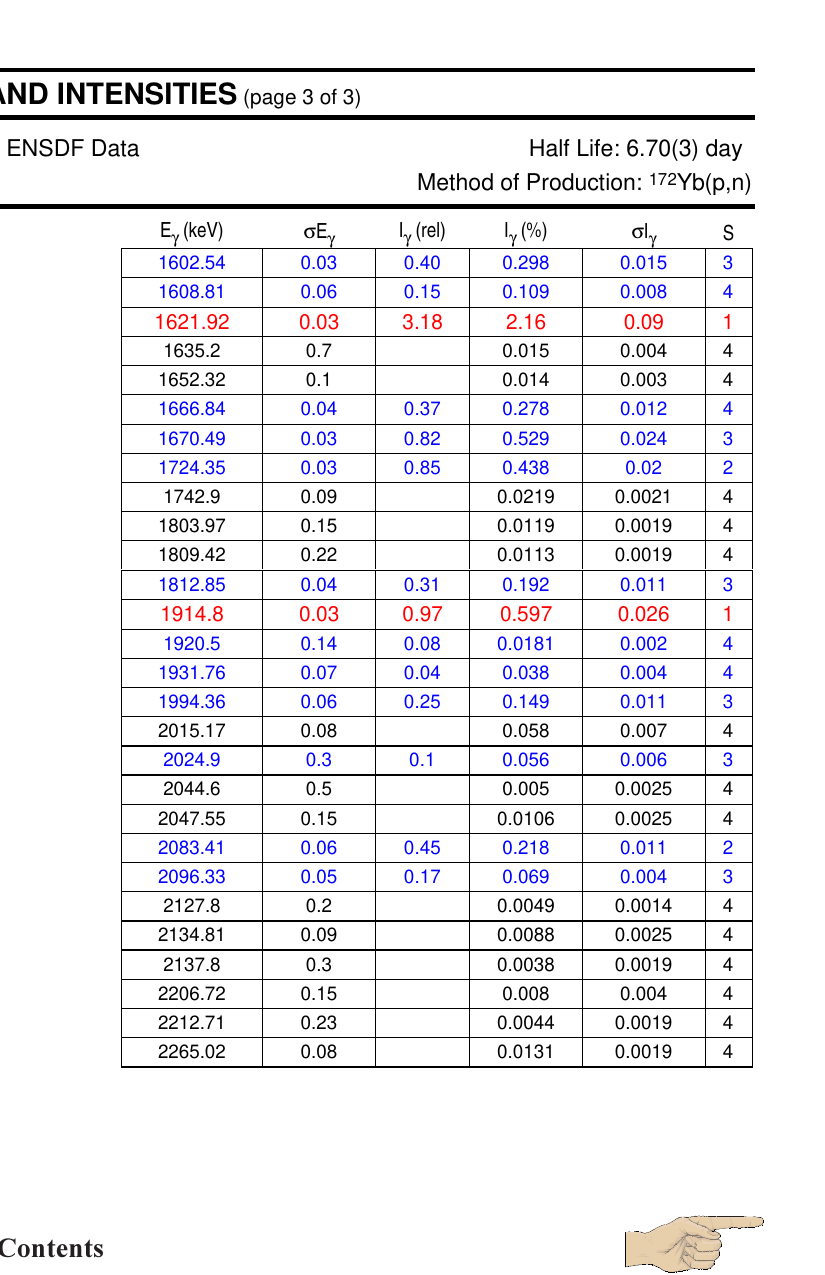 AND INTENSITIES (page 3 of 3)
ENSDF Data Half Life: 6.70(3) day
Method of Production: ¹⁷²Yb(p,n)
Eγ (keV) σEγ Iγ (rel) Iγ (%) σIγ S
1602.54 0.03 0.40 0.298 0.015 3
1608.81 0.06 0.15 0.109 0.008 4
1621.92 0.03 3.18 2.16 0.09 1
1635.2 0.7 0.015 0.004 4
1652.32 0.1 0.014 0.003 4
1666.84 0.04 0.37 0.278 0.012 4
1670.49 0.03 0.82 0.529 0.024 3
1724.35 0.03 0.85 0.438 0.02 2
1742.9 0.09 0.0219 0.0021 4
1803.97 0.15 0.0119 0.0019 4
1809.42 0.22 0.0113 0.0019 4
1812.85 0.04 0.31 0.192 0.011 3
1914.8 0.03 0.97 0.597 0.026 1
1920.5 0.14 0.08 0.0181 0.002 4
1931.76 0.07 0.04 0.038 0.004 4
1994.36 0.06 0.25 0.149 0.011 3
2015.17 0.08 0.058 0.007 4
2024.9 0.3 0.1 0.056 0.006 3
2044.6 0.5 0.005 0.0025 4
2047.55 0.15 0.0106 0.0025 4
2083.41 0.06 0.45 0.218 0.011 2
2096.33 0.05 0.17 0.069 0.004 3
2127.8 0.2 0.0049 0.0014 4
2134.81 0.09 0.0088 0.0025 4
2137.8 0.3 0.0038 0.0019 4
2206.72 0.15 0.008 0.004 4
2212.71 0.23 0.0044 0.0019 4
2265.02 0.08 0.0131 0.0019 4
Contents